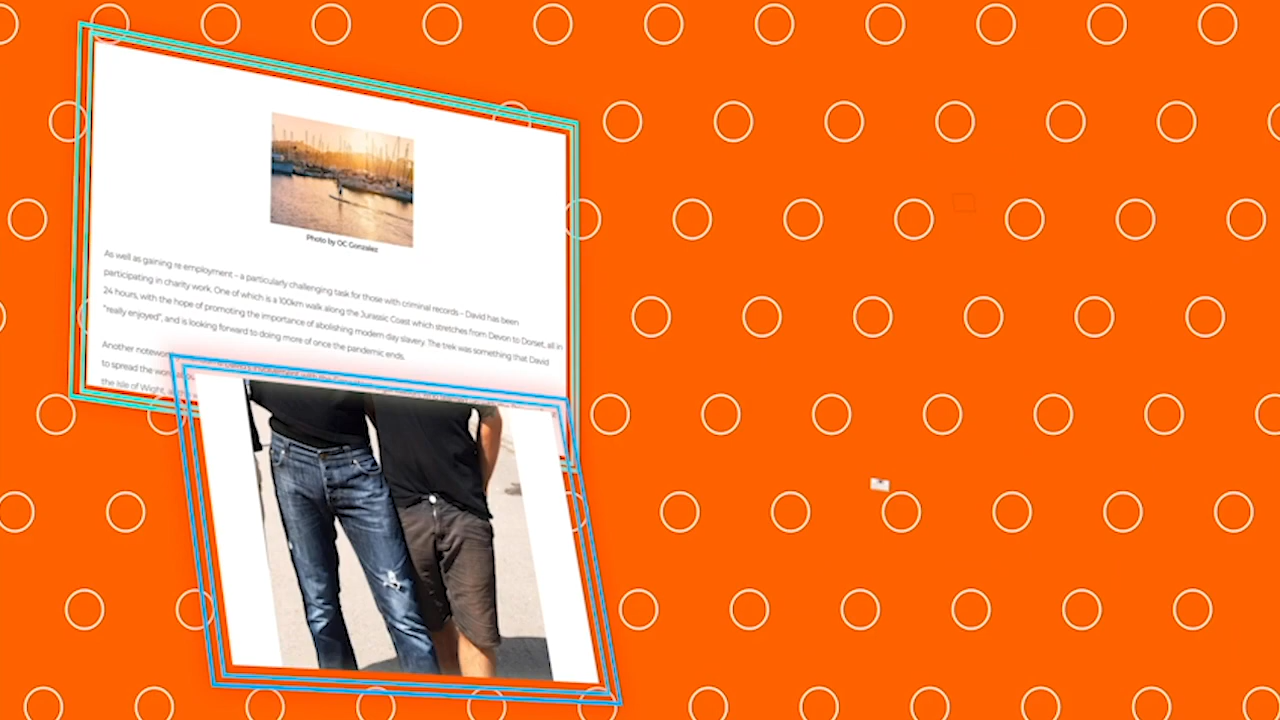 Photo by OC Gonzalez
As well as gaining re employment – a particularly challenging task for those with criminal records – David has been
participating in charity work. One of which is a 100km walk along the Jurassic Coast which stretches from Devon to Dorset, all in
24 hours, with the hope of promoting the importance of abolishing modern day slavery. The trek was something that David
"really enjoyed", and is looking forward to doing more of once the pandemic ends.
Another
to spread the word
the Isle of Wight,